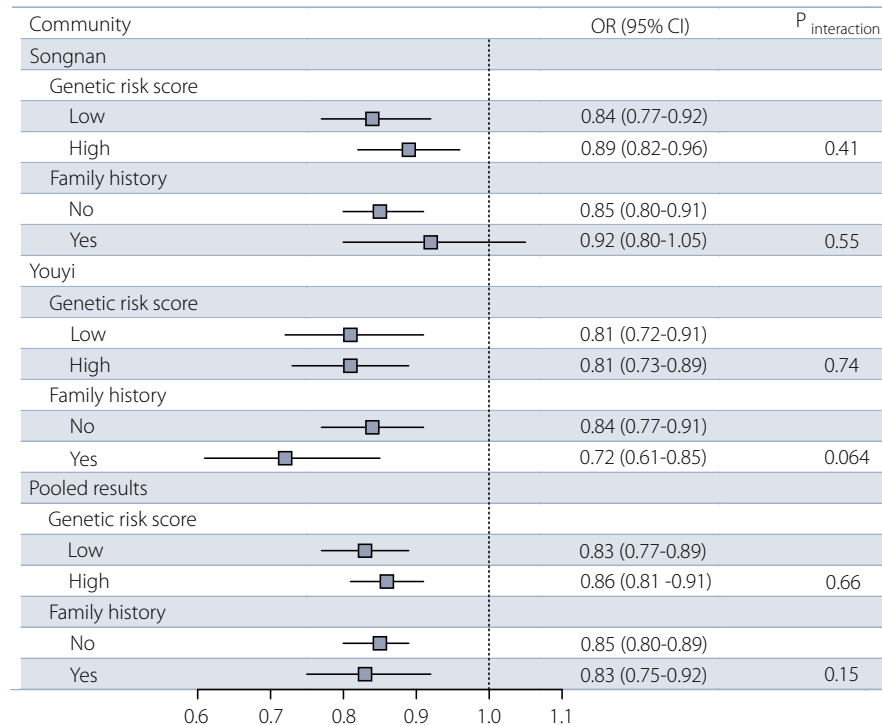 Community OR (95% CI) P interaction
Songnan
Genetic risk score
Low 0.84 (0.77-0.92)
High 0.89 (0.82-0.96) 0.41
Family history
No 0.85 (0.80-0.91)
Yes 0.92 (0.80-1.05) 0.55
Youyi
Genetic risk score
Low 0.81 (0.72-0.91)
High 0.81 (0.73-0.89) 0.74
Family history
No 0.84 (0.77-0.91)
Yes 0.72 (0.61-0.85) 0.064
Pooled results
Genetic risk score
Low 0.83 (0.77-0.89)
High 0.86 (0.81 -0.91) 0.66
Family history
No 0.85 (0.80-0.89)
Yes 0.83 (0.75-0.92) 0.15
0.6 0.7 0.8 0.9 1.0 1.1